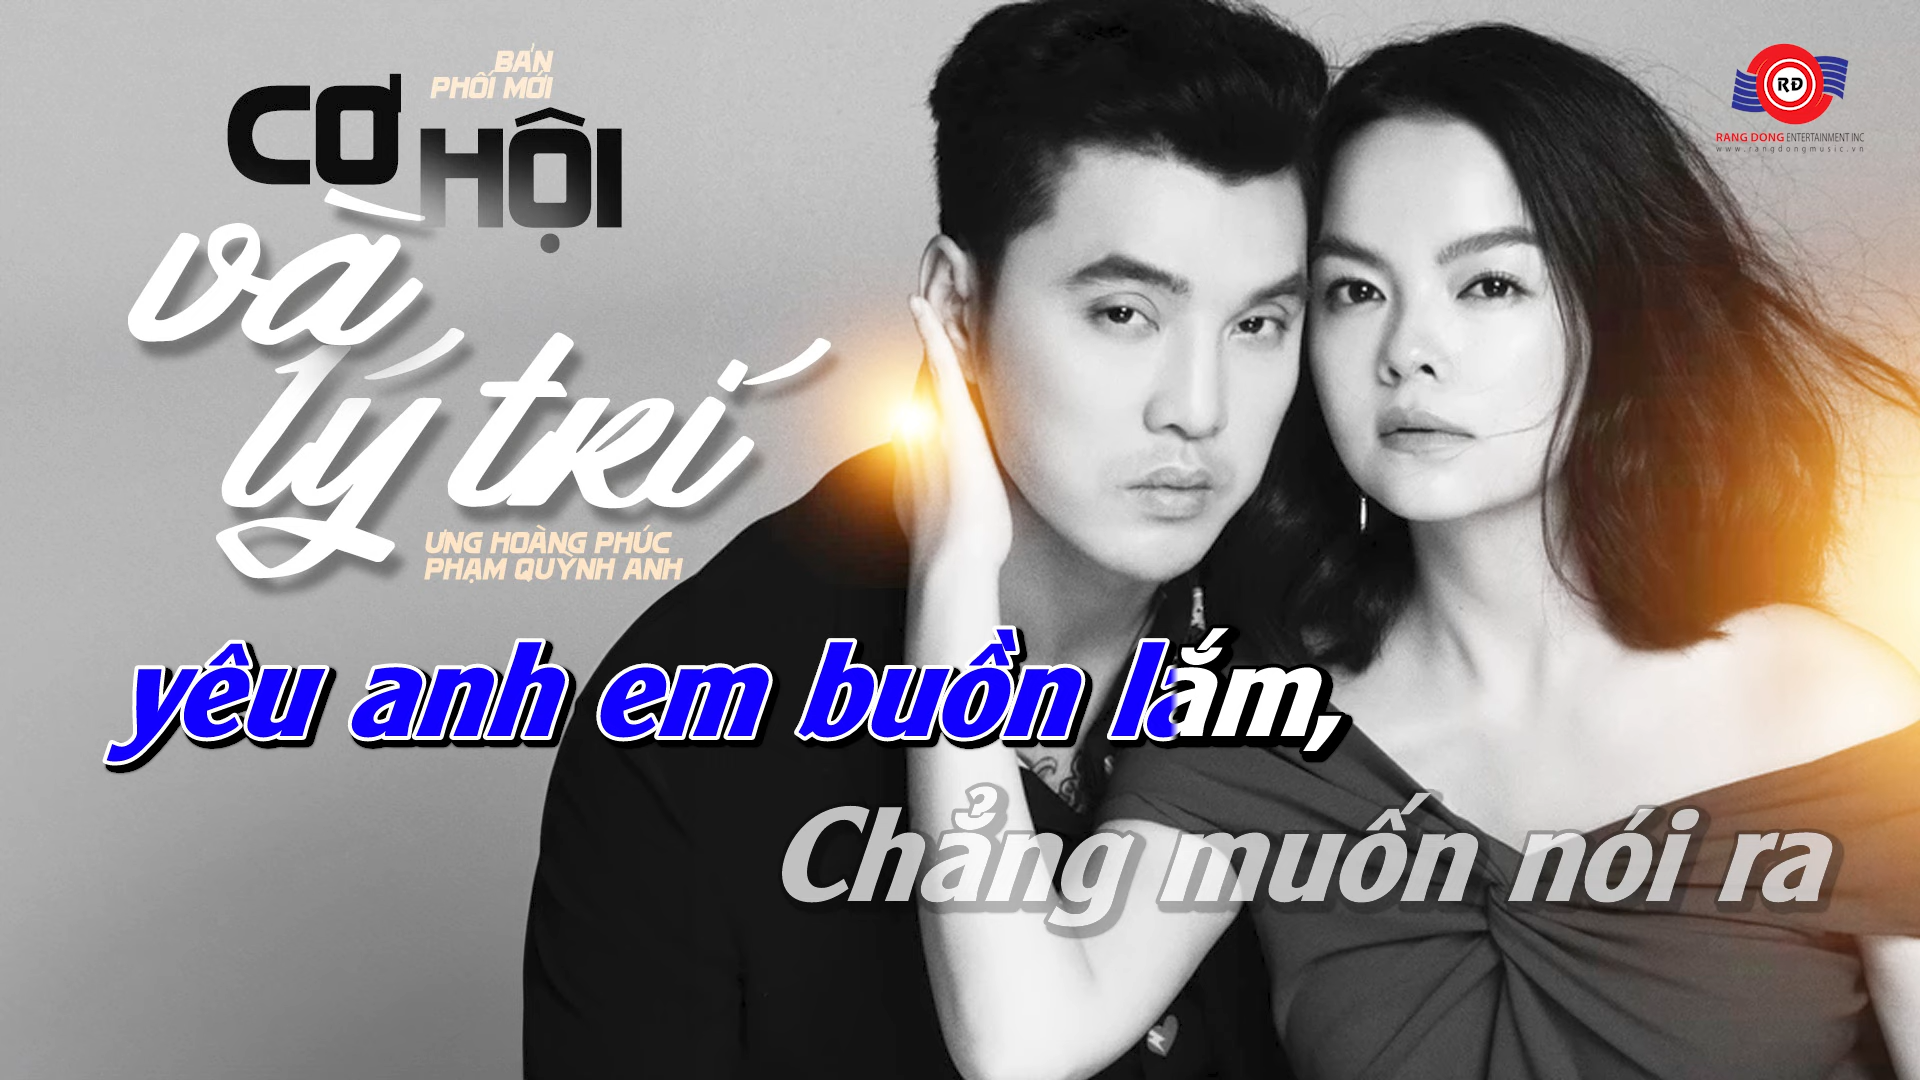 BẢN
PHỐI MỚI
CƠ
HỘI
và
lý trí
ƯNG HOÀNG PHÚC
PHẠM QUỲNH ANH
RĐ
RANG DONG ENTERTAINMENT INC
www.rangdongmusic.vn
yêu anh em buồn lắm,
Chẳng muốn nói ra